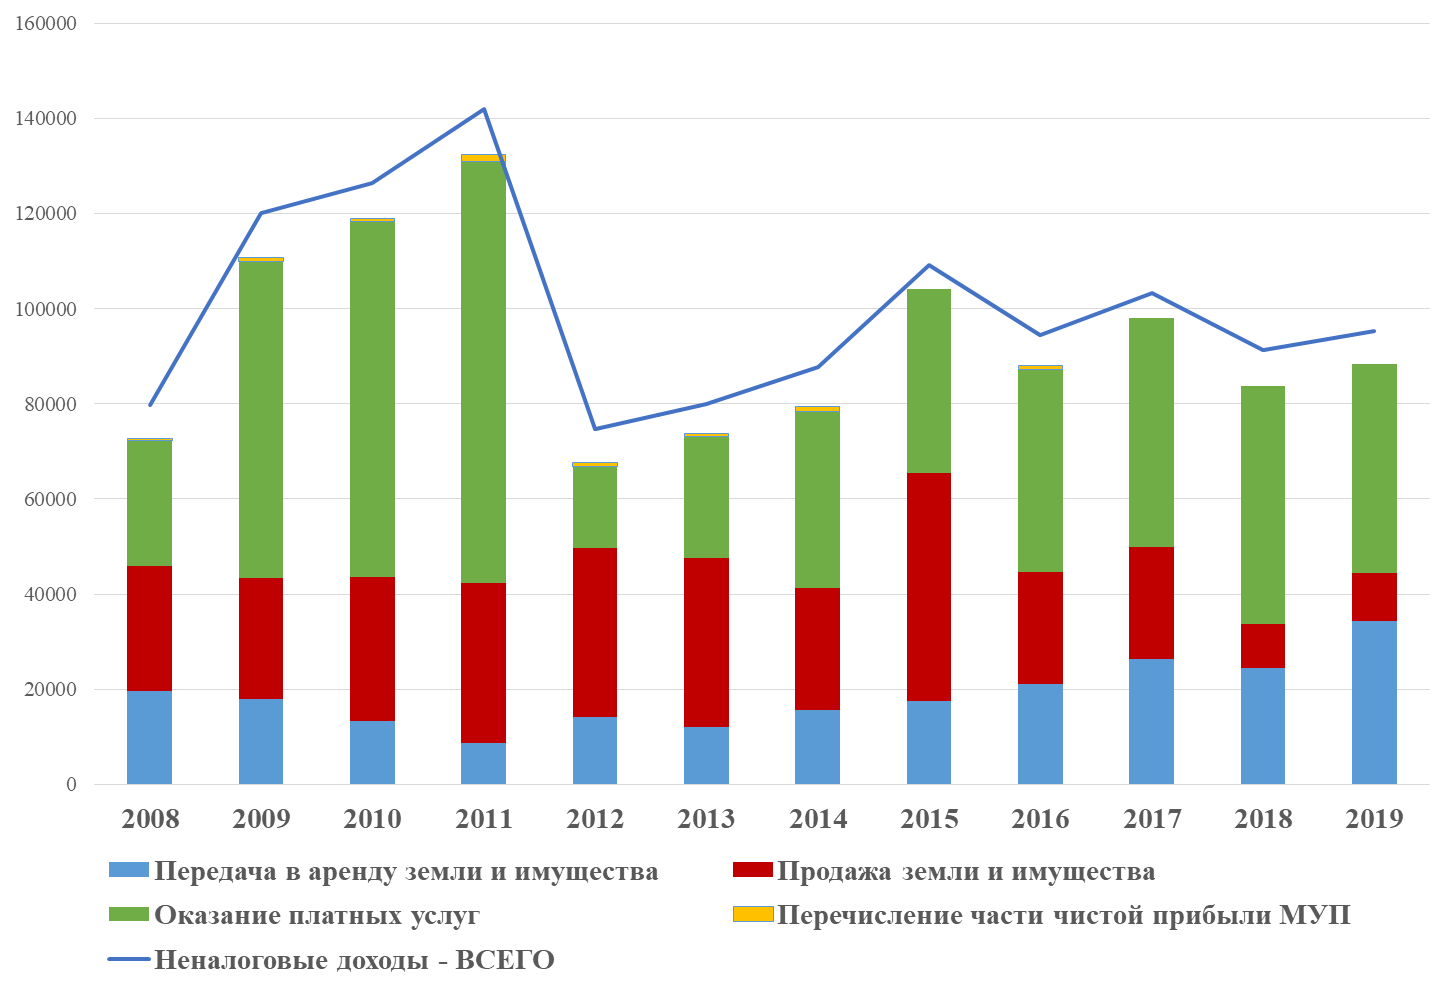 160000
140000
120000
100000
80000
60000
40000
20000
0
2008 2009 2010 2011 2012 2013 2014 2015 2016 2017 2018 2019
Передача в аренду земли и имущества Продажа земли и имущества
Оказание платных услуг Перечисление части чистой прибыли МУП
Неналоговые доходы - ВСЕГО